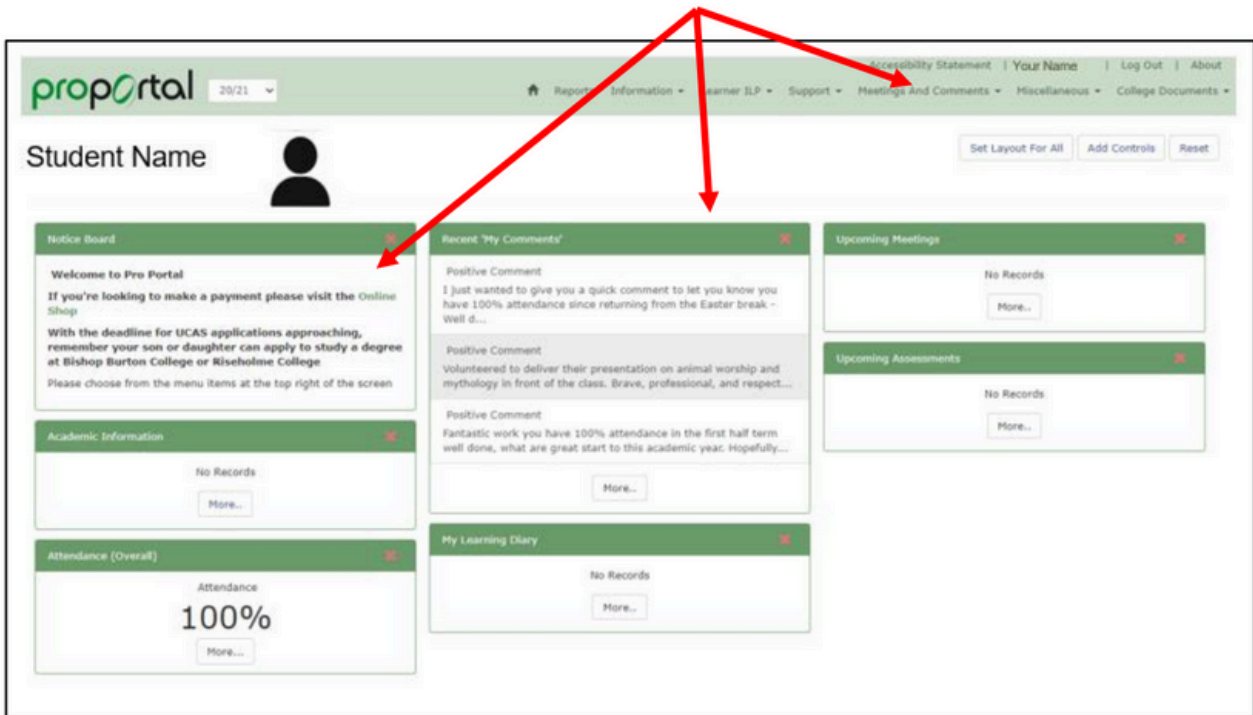 Accessibility Statement | Your Name | Log Out | About
proportal 20/21 Reports Information Learner ILP Support Meetings And Comments Miscellaneous College Documents
Student Name
Set Layout For All Add Controls Reset
Notice Board
Welcome to Pro Portal
If you're looking to make a payment please visit the Online
Shop
With the deadline for UCAS applications approaching,
remember your son or daughter can apply to study a degree
at Bishop Burton College or Riseholme College
Please choose from the menu items at the top right of the screen
Academic Information
No Records
More..
Attendance (Overall)
Attendance
100%
More...
Recent 'My Comments'
Positive Comment
I just wanted to give you a quick comment to let you know you
have 100% attendance since returning from the Easter break -
Well d...
Positive Comment
Volunteered to deliver their presentation on animal worship and
mythology in front of the class. Brave, professional, and respect...
Positive Comment
Fantastic work you have 100% attendance in the first half term
well done, what are great start to this academic year. Hopefully...
More..
My Learning Diary
No Records
More..
Upcoming Meetings
No Records
More..
Upcoming Assessments
No Records
More..